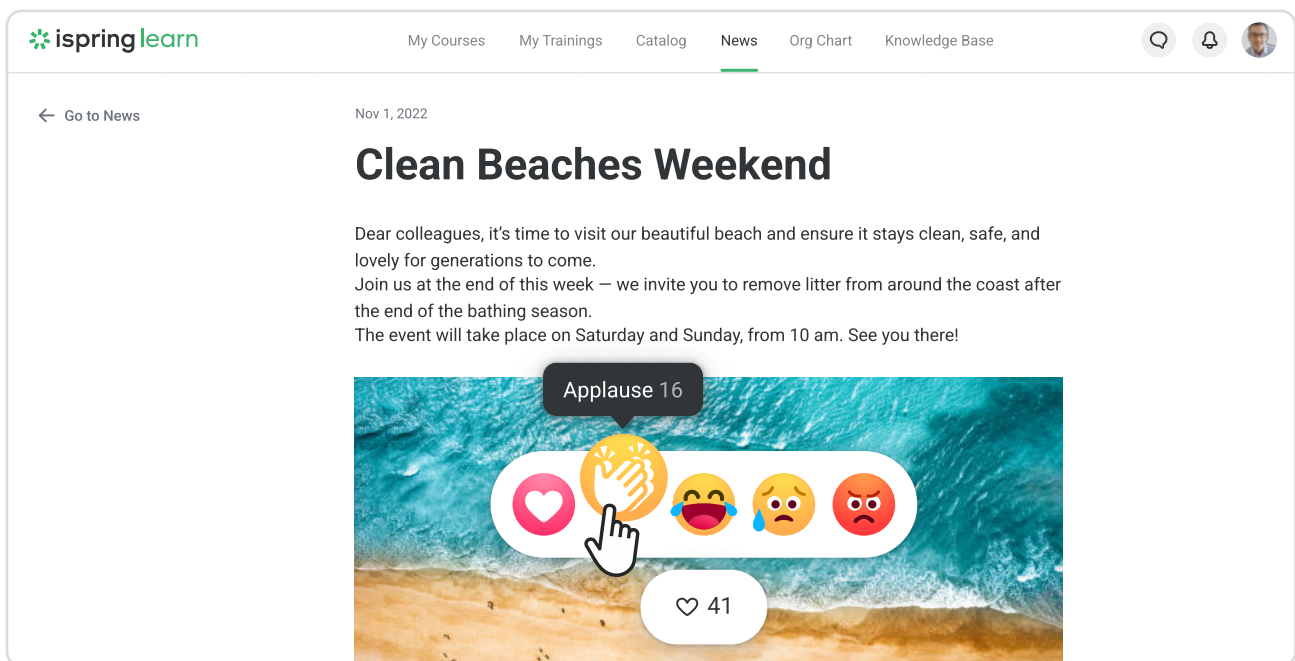 ispring learn
My Courses My Trainings Catalog News Org Chart Knowledge Base
Go to News
Nov 1, 2022
Clean Beaches Weekend
Dear colleagues, it’s time to visit our beautiful beach and ensure it stays clean, safe, and
lovely for generations to come.
Join us at the end of this week — we invite you to remove litter from around the coast after
the end of the bathing season.
The event will take place on Saturday and Sunday, from 10 am. See you there!
Applause 16
41